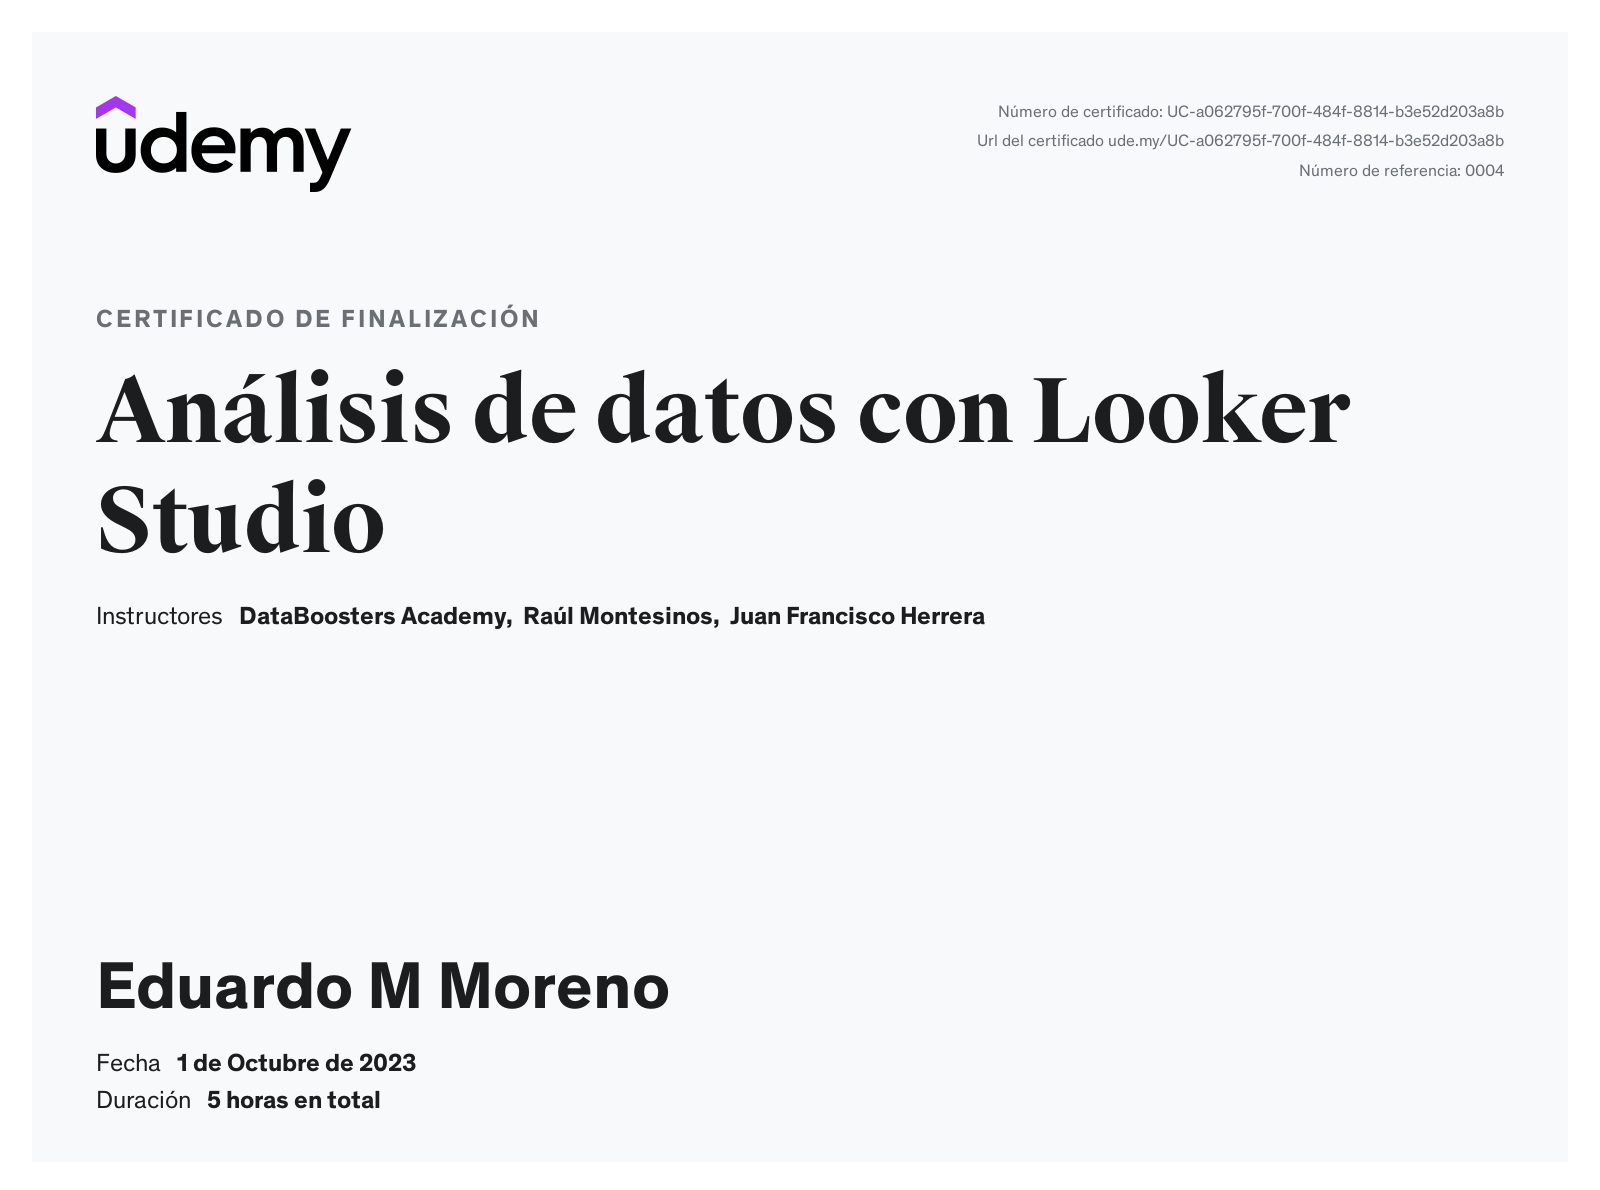 udemy
Número de certificado: UC-a062795f-700f-484f-8814-b3e52d203a8b
Url del certificado ude.my/UC-a062795f-700f-484f-8814-b3e52d203a8b
Número de referencia: 0004
CERTIFICADO DE FINALIZACIÓN
Análisis de datos con Looker
Studio
Instructores DataBoosters Academy, Raúl Montesinos, Juan Francisco Herrera
Eduardo M Moreno
Fecha 1 de Octubre de 2023
Duración 5 horas en total